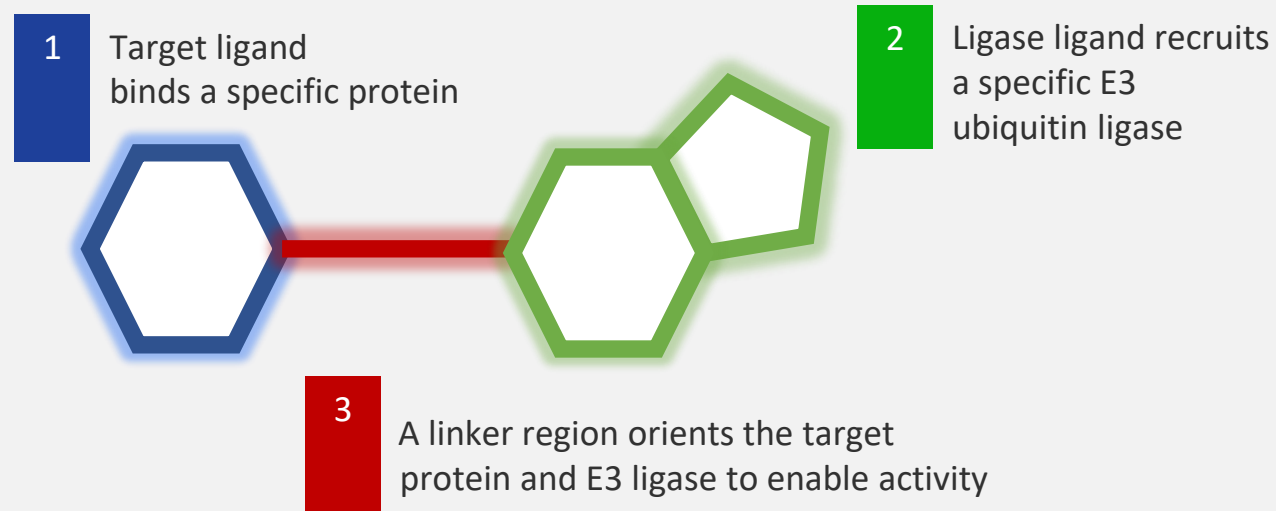 1
Target ligand
binds a specific protein
2
Ligase ligand recruits
a specific E3
ubiquitin ligase
3
A linker region orients the target
protein and E3 ligase to enable activity